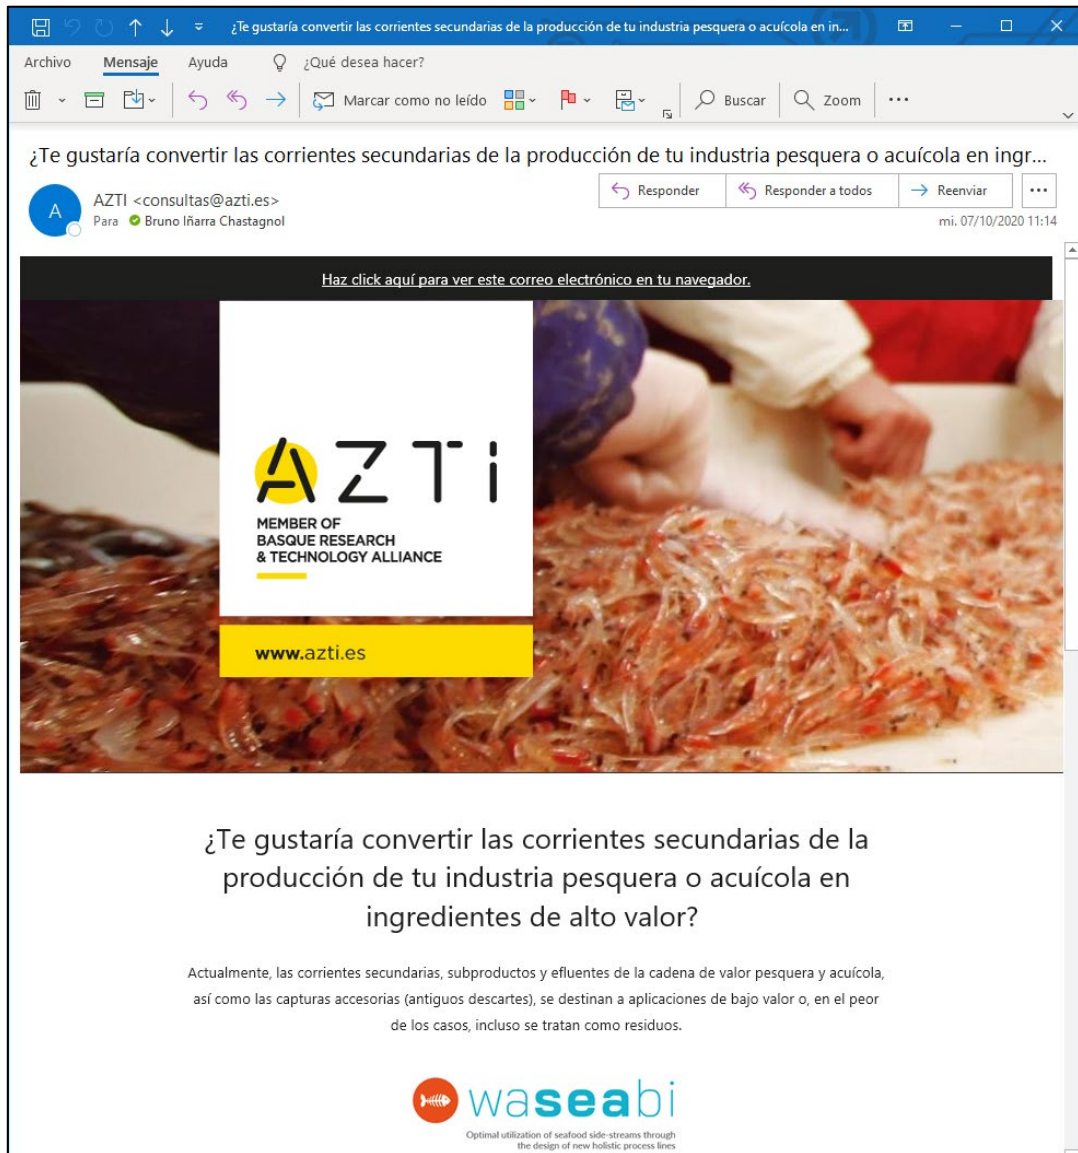 ¿Te gustaría convertir las corrientes secundarias de la producción de tu industria pesquera o acuícola en in...
Archivo Mensaje Ayuda ¿Qué desea hacer?
Marcar como no leído Buscar Zoom ...
¿Te gustaría convertir las corrientes secundarias de la producción de tu industria pesquera o acuícola en ingr...
A
AZTI <consultas@azti.es>
Para Bruno Iñarra Chastagnol
Responder Responder a todos Reenviar ...
mi. 07/10/2020 11:14
Haz click aquí para ver este correo electrónico en tu navegador.
AZTi
MEMBER OF
BASQUE RESEARCH
& TECHNOLOGY ALLIANCE
www.azti.es
¿Te gustaría convertir las corrientes secundarias de la
producción de tu industria pesquera o acuícola en
ingredientes de alto valor?
Actualmente, las corrientes secundarias, subproductos y efluentes de la cadena de valor pesquera y acuícola,
así como las capturas accesorias (antiguos descartes), se destinan a aplicaciones de bajo valor o, en el peor
de los casos, incluso se tratan como residuos.
waseabi
Optimal utilization of seafood side-streams through
the design of new holistic process lines